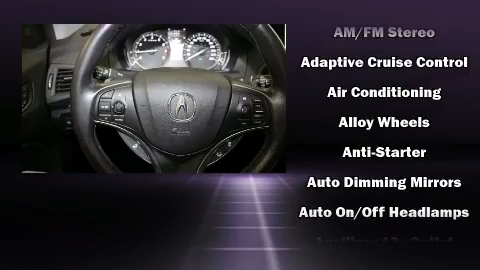 AM/FM Stereo
Adaptive Cruise Control
Air Conditioning
Alloy Wheels
Anti-Starter
Auto Dimming Mirrors
Auto On/Off Headlamps